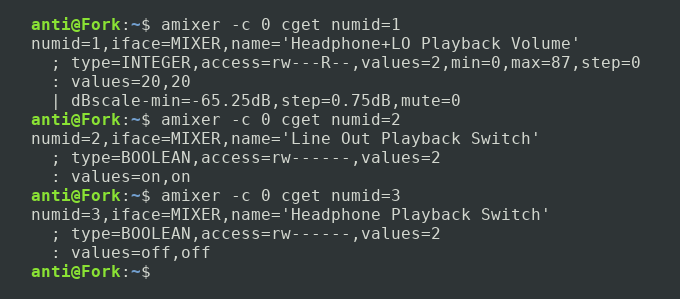 anti@Fork:~$ amixer -c 0 cget numid=1
numid=1,iface=MIXER,name='Headphone+LO Playback Volume'
  ; type=INTEGER,access=rw---R--,values=2,min=0,max=87,step=0
  : values=20,20
  | dBscale-min=-65.25dB,step=0.75dB,mute=0
anti@Fork:~$ amixer -c 0 cget numid=2
numid=2,iface=MIXER,name='Line Out Playback Switch'
  ; type=BOOLEAN,access=rw------,values=2
  : values=on,on
anti@Fork:~$ amixer -c 0 cget numid=3
numid=3,iface=MIXER,name='Headphone Playback Switch'
  ; type=BOOLEAN,access=rw------,values=2
  : values=off,off
anti@Fork:~$